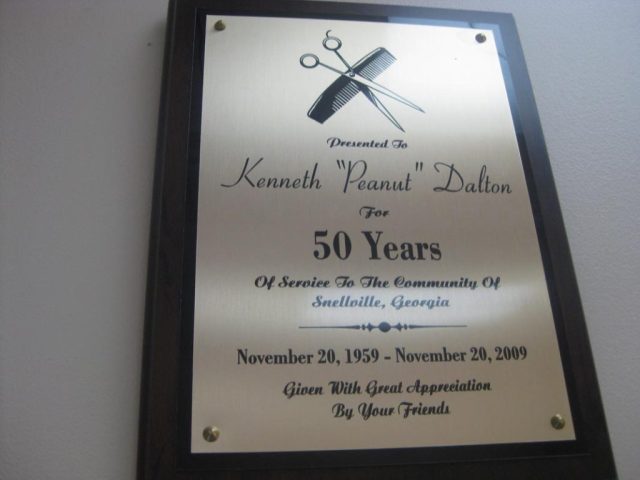 Presented To
Kenneth "Peanut" Dalton
For
50 Years
Of Service To The Community Of
Snellville, Georgia
November 20, 1959 - November 20, 2009
Given With Great Appreciation
By Your Friends